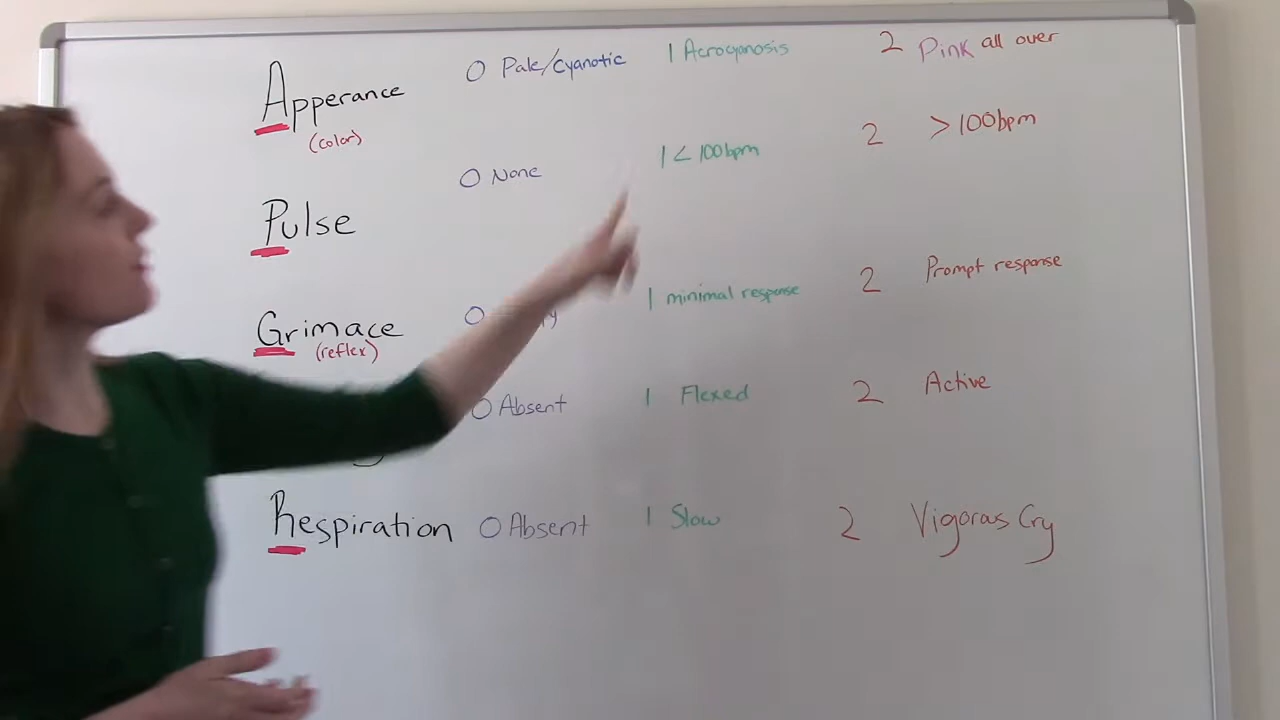 Apperance 0 Pale/cyanotic 1 Acrocyanosis 2 Pink all over
(color)
Pulse 0 None 1 < 100bpm 2 > 100bpm
Grimace 0 1 minimal response 2 Prompt response
(reflex)
0 Absent 1 Flexed 2 Active
Respiration 0 Absent 1 Slow 2 Vigorous Cry